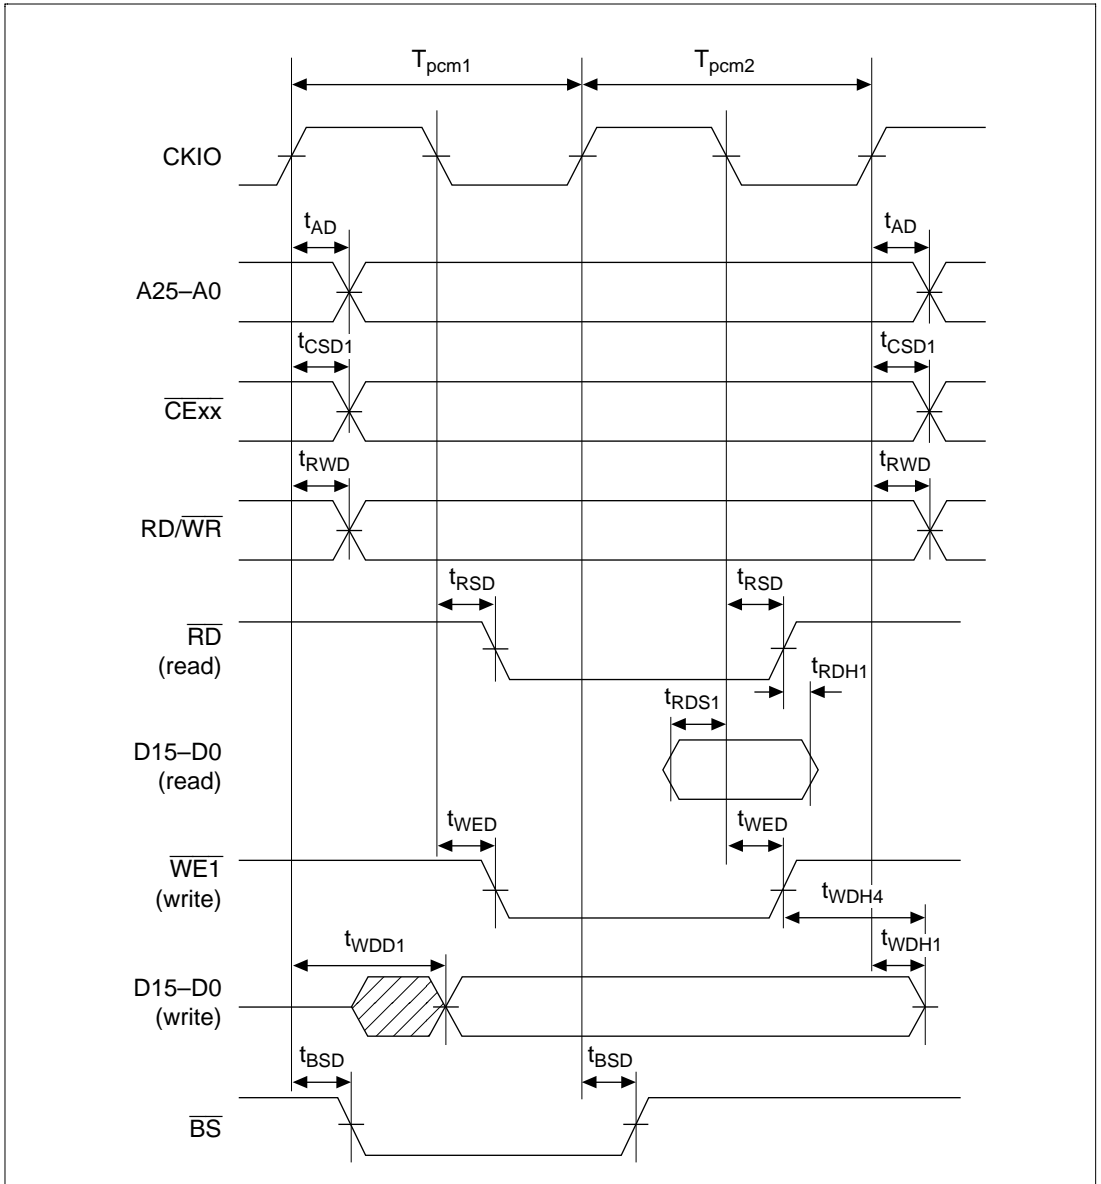 Tpcm1 Tpcm2
CKIO
tAD tAD
A25–A0
tCSD1 tCSD1
CExx
tRWD tRWD
RD/WR
tRSD tRSD
RD
(read)
tRDH1
tRDS1
D15–D0
(read)
tWED tWED
WE1
(write)
tWDH4
tWDD1 tWDH1
D15–D0
(write)
tBSD tBSD
BS